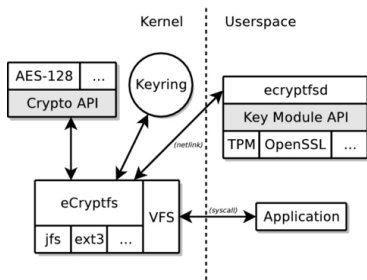 Kernel
Userspace
AES-128 ...
Crypto API
Keyring
ecryptfsd
Key Module API
TPM OpenSSL ...
(netlink)
eCryptfs
VFS
jfs ext3 ...
(syscall)
Application